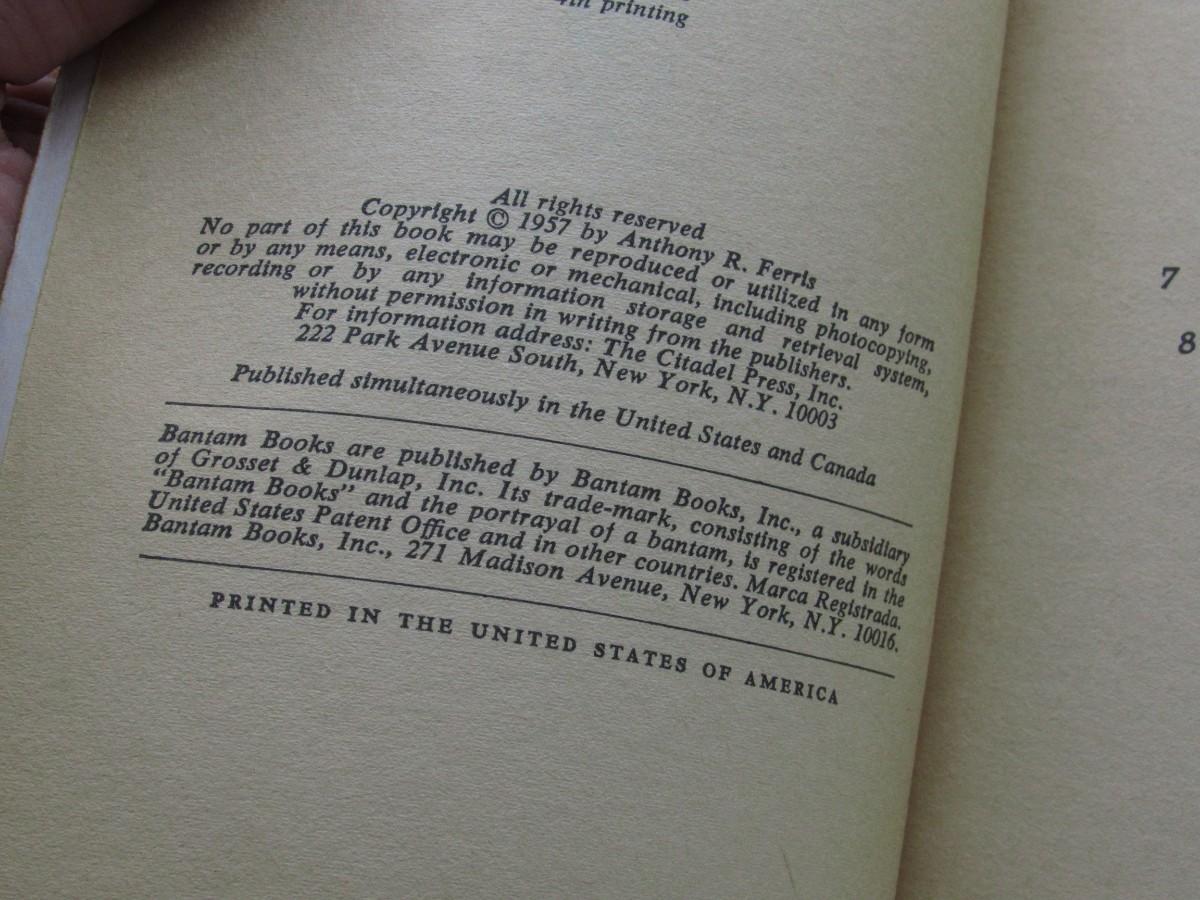 4th printing
All rights reserved
Copyright © 1957 by Anthony R. Ferris
No part of this book may be reproduced or utilized in any form
or by any means, electronic or mechanical, including photocopying,
recording or by any information storage and retrieval system,
without permission in writing from the publishers.
For information address: The Citadel Press, Inc.
222 Park Avenue South, New York, N.Y. 10003
Published simultaneously in the United States and Canada
Bantam Books are published by Bantam Books, Inc., a subsidiary
of Grosset & Dunlap, Inc. Its trade-mark, consisting of the words
"Bantam Books" and the portrayal of a bantam, is registered in the
United States Patent Office and in other countries. Marca Registrada.
Bantam Books, Inc., 271 Madison Avenue, New York, N.Y. 10016.
PRINTED IN THE UNITED STATES OF AMERICA
7
8